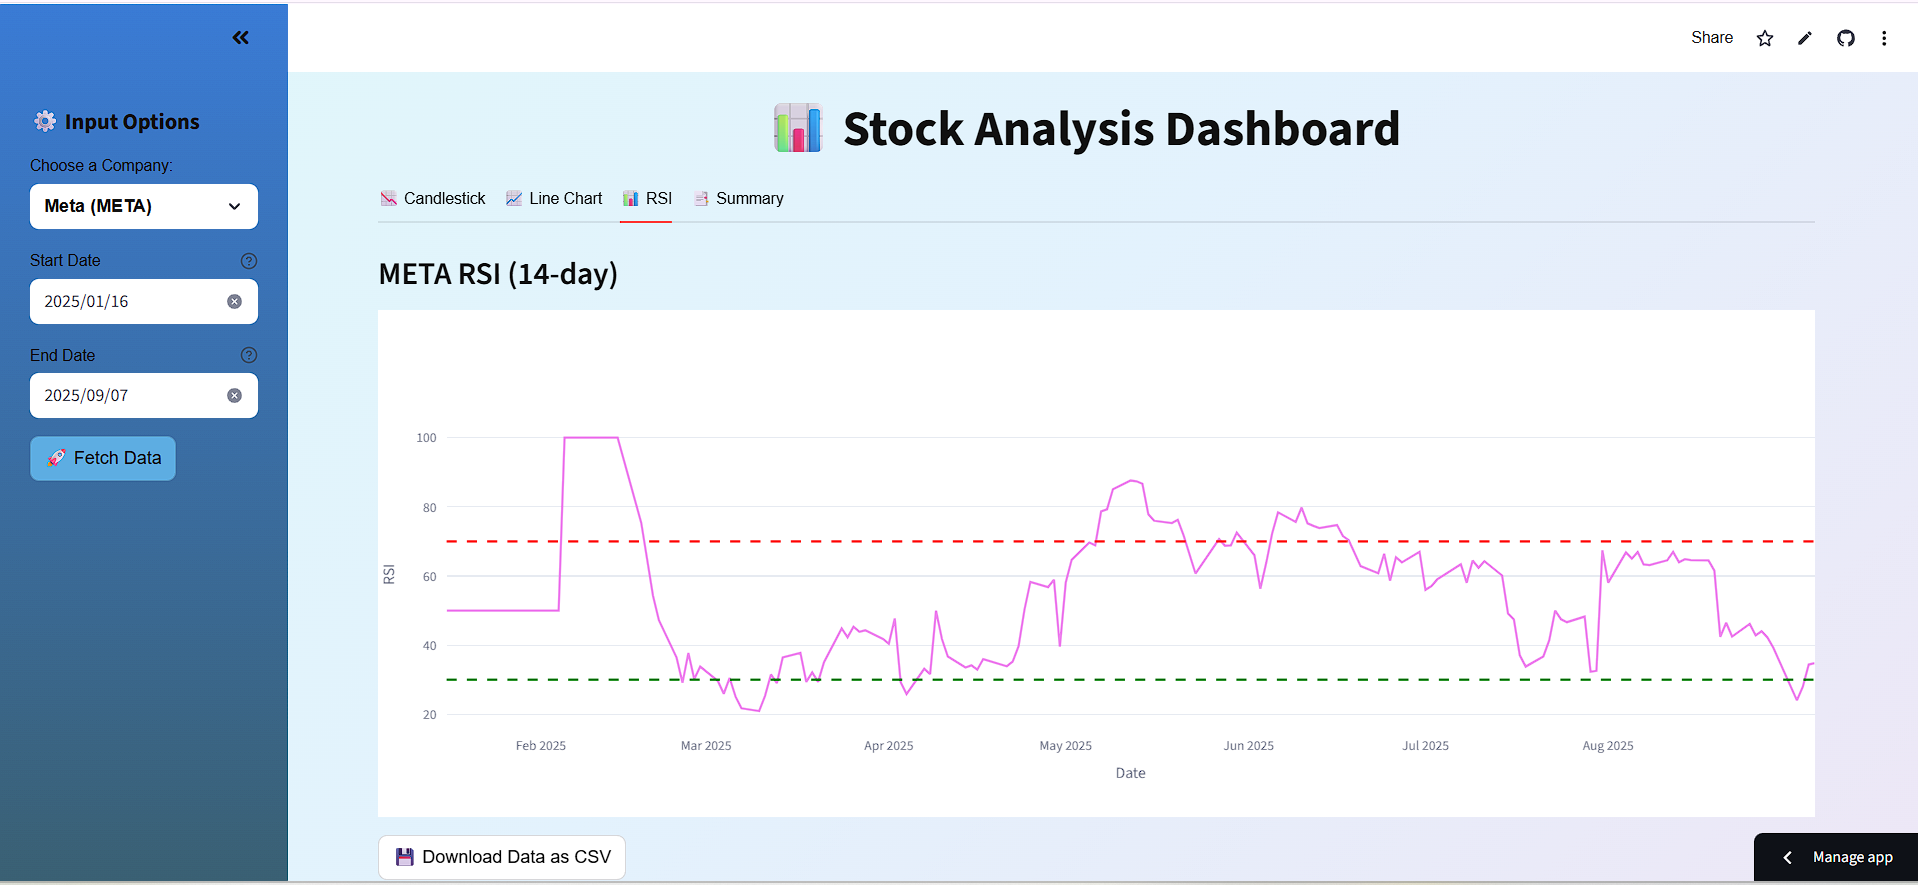 Share
Input Options
Choose a Company:
Meta (META)
Start Date
2025/01/16
End Date
2025/09/07
Fetch Data
Stock Analysis Dashboard
Candlestick Line Chart RSI Summary
META RSI (14-day)
100
80
60
40
20
RSI
Feb 2025 Mar 2025 Apr 2025 May 2025 Jun 2025 Jul 2025 Aug 2025
Date
Download Data as CSV
Manage app